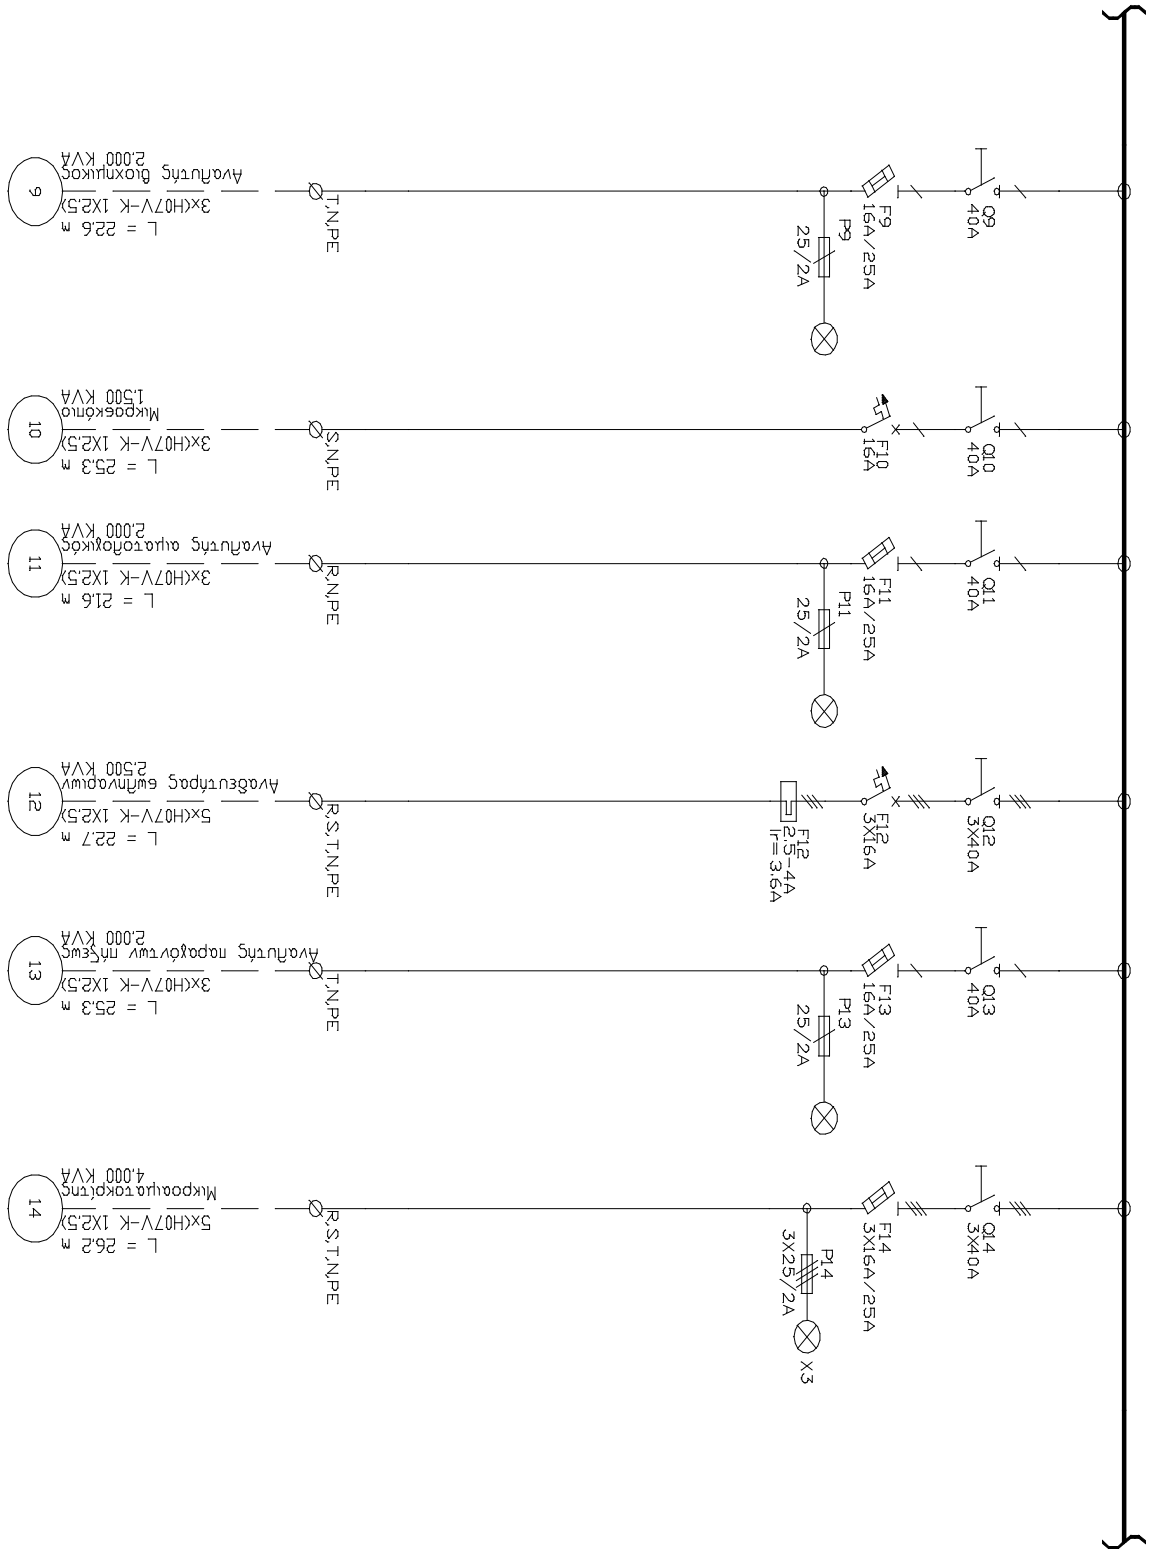 9
2.000 KVA
Αναλυτής βιοχημικός
3x(H07V-K 1X2.5)
L = 22.6 m
T,N,PE
P9
25/2A
F9
16A/25A
Q9
40A
10
1.500 KVA
Μικροσκόπιο
3x(H07V-K 1X2.5)
L = 25.3 m
S,N,PE
F10
16A
Q10
40A
11
2.000 KVA
Αναλυτής αιματολογικός
3x(H07V-K 1X2.5)
L = 21.6 m
R,N,PE
P11
25/2A
F11
16A/25A
Q11
40A
12
2.500 KVA
Αναδευτήρας σωληναρίων
5x(H07V-K 1X2.5)
L = 22.7 m
R,S,T,N,PE
F12
2.5-4A
Ir= 3.6A
F12
3X16A
Q12
3X40A
13
2.000 KVA
Αναλυτής παραγόντων πήξεως
3x(H07V-K 1X2.5)
L = 25.3 m
T,N,PE
P13
25/2A
F13
16A/25A
Q13
40A
14
4.000 KVA
Μικροαιματοκρίτης
5x(H07V-K 1X2.5)
L = 26.2 m
R,S,T,N,PE
P14
3X25/2A
X3
F14
3X16A/25A
Q14
3X40A